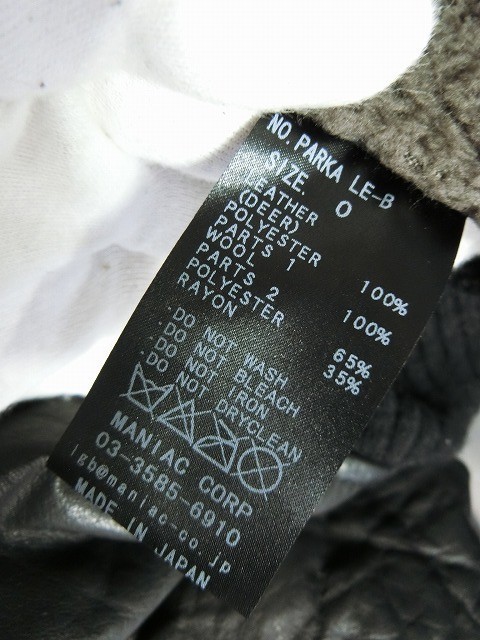 NO. PARKA LE-B
SIZE. 0
LEATHER
(DEER)
POLYESTER 100%
PARTS 1
WOOL 100%
PARTS 2
POLYESTER 65%
RAYON 35%
·DO NOT WASH
·DO NOT BLEACH
·DO NOT IRON
·DO NOT DRYCLEAN
MANIAC CORP
03-3585-6910
lgb@maniac-co.jp
MADE IN JAPAN